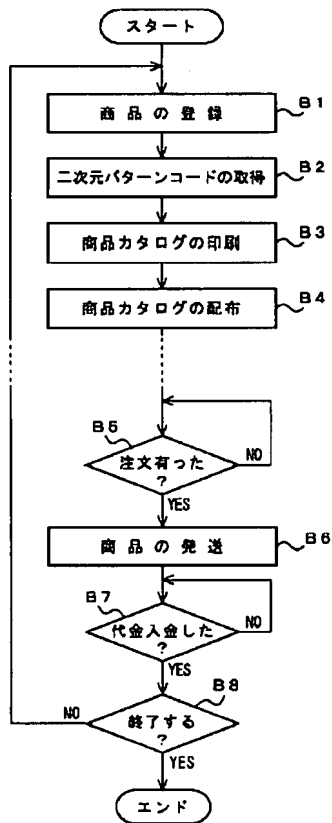 スタート
商品の登録
B1
二次元パターンコードの取得
B2
商品カタログの印刷
B3
商品カタログの配布
B4
B5
注文有った
?
NO
YES
商品の発送
B6
B7
代金入金した
?
NO
YES
B8
終了する
?
NO
YES
エンド